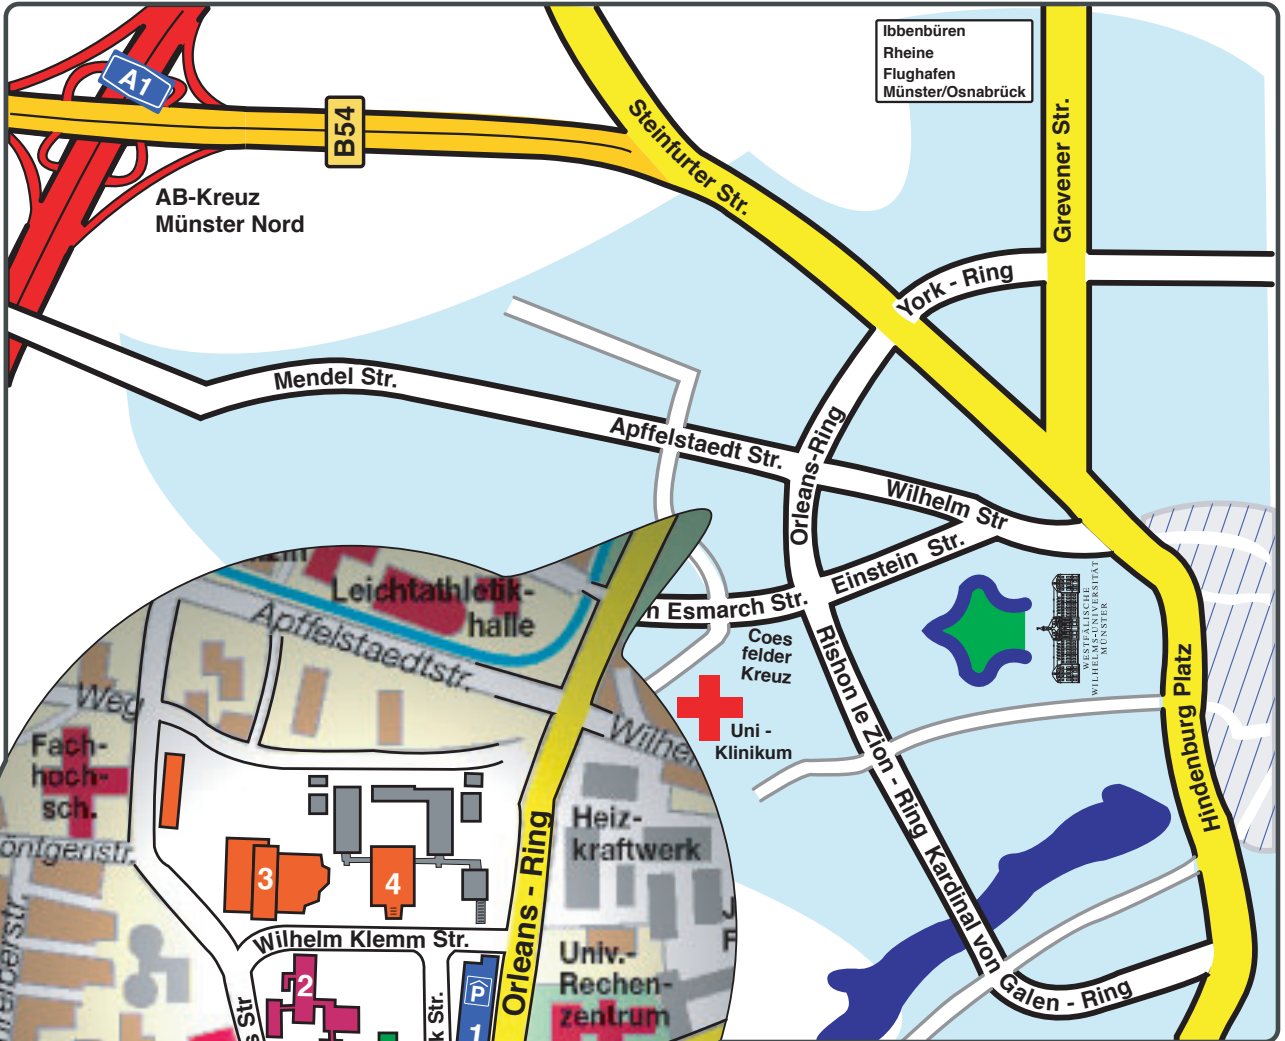 Ibbenbüren
Rheine
Flughafen
Münster/Osnabrück
A1
B54
AB-Kreuz
Münster Nord
Steinfurter Str.
Grevener Str.
York - Ring
Mendel Str.
Apffelstaedt Str.
Orleans-Ring
Wilhelm Str
Einstein Str.
Esmarch Str.
Coes
felder
Kreuz
Uni -
Klinikum
Rishon le Zion - Ring
Kardinal von
Galen - Ring
Hindenburg Platz
WESTFÄLISCHE
WILHELMS-UNIVERSITÄT
MÜNSTER
Leichtathletik-
halle
Apffelstaedtstr.
Weg
Fach-
hoch-
sch.
öntgenstr.
Wilhe
Heiz-
kraftwerk
3
4
Orleans - Ring
Wilhelm Klemm Str.
2
Univ.-
Rechen-
zentrum
P
1
s Str
k Str.